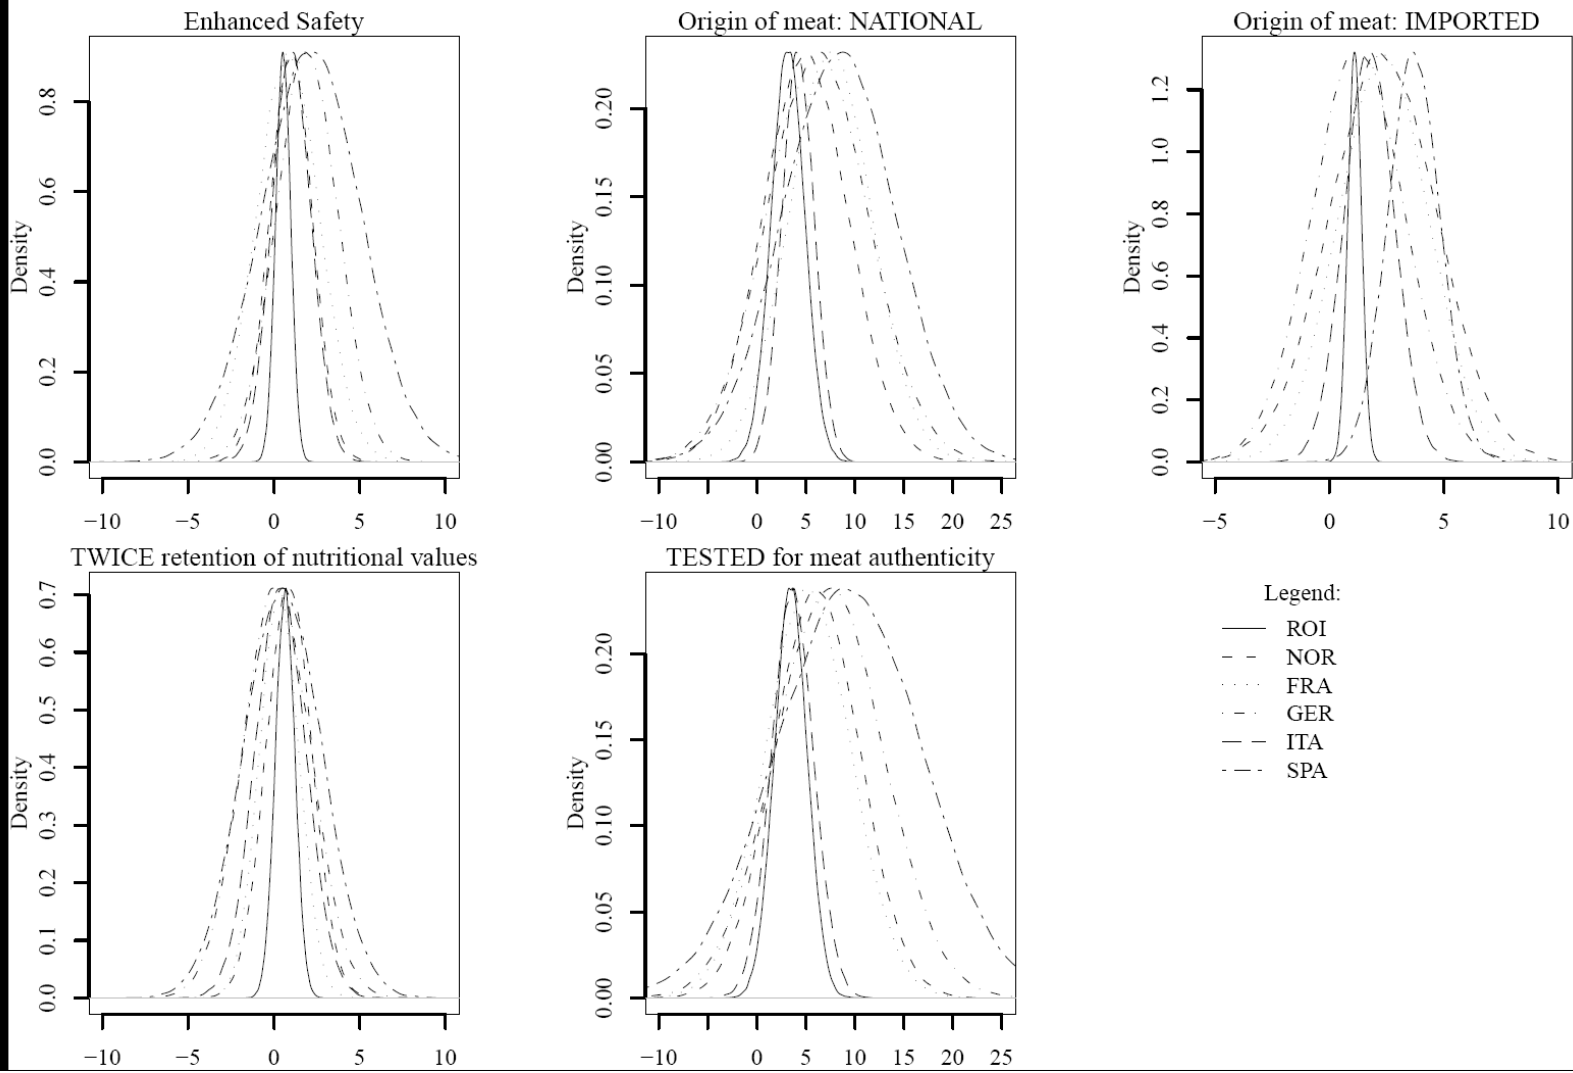 Enhanced Safety
Density
0.0 0.2 0.4 0.6 0.8
−10 −5 0 5 10
Origin of meat: NATIONAL
Density
0.00 0.05 0.10 0.15 0.20
−10 0 5 10 15 20 25
Origin of meat: IMPORTED
Density
0.0 0.2 0.4 0.6 0.8 1.0 1.2
−5 0 5 10
TWICE retention of nutritional values
Density
0.0 0.1 0.2 0.3 0.4 0.5 0.6 0.7
−10 −5 0 5 10
TESTED for meat authenticity
Density
0.00 0.05 0.10 0.15 0.20
−10 0 5 10 15 20 25
Legend:
ROI
NOR
FRA
GER
ITA
SPA